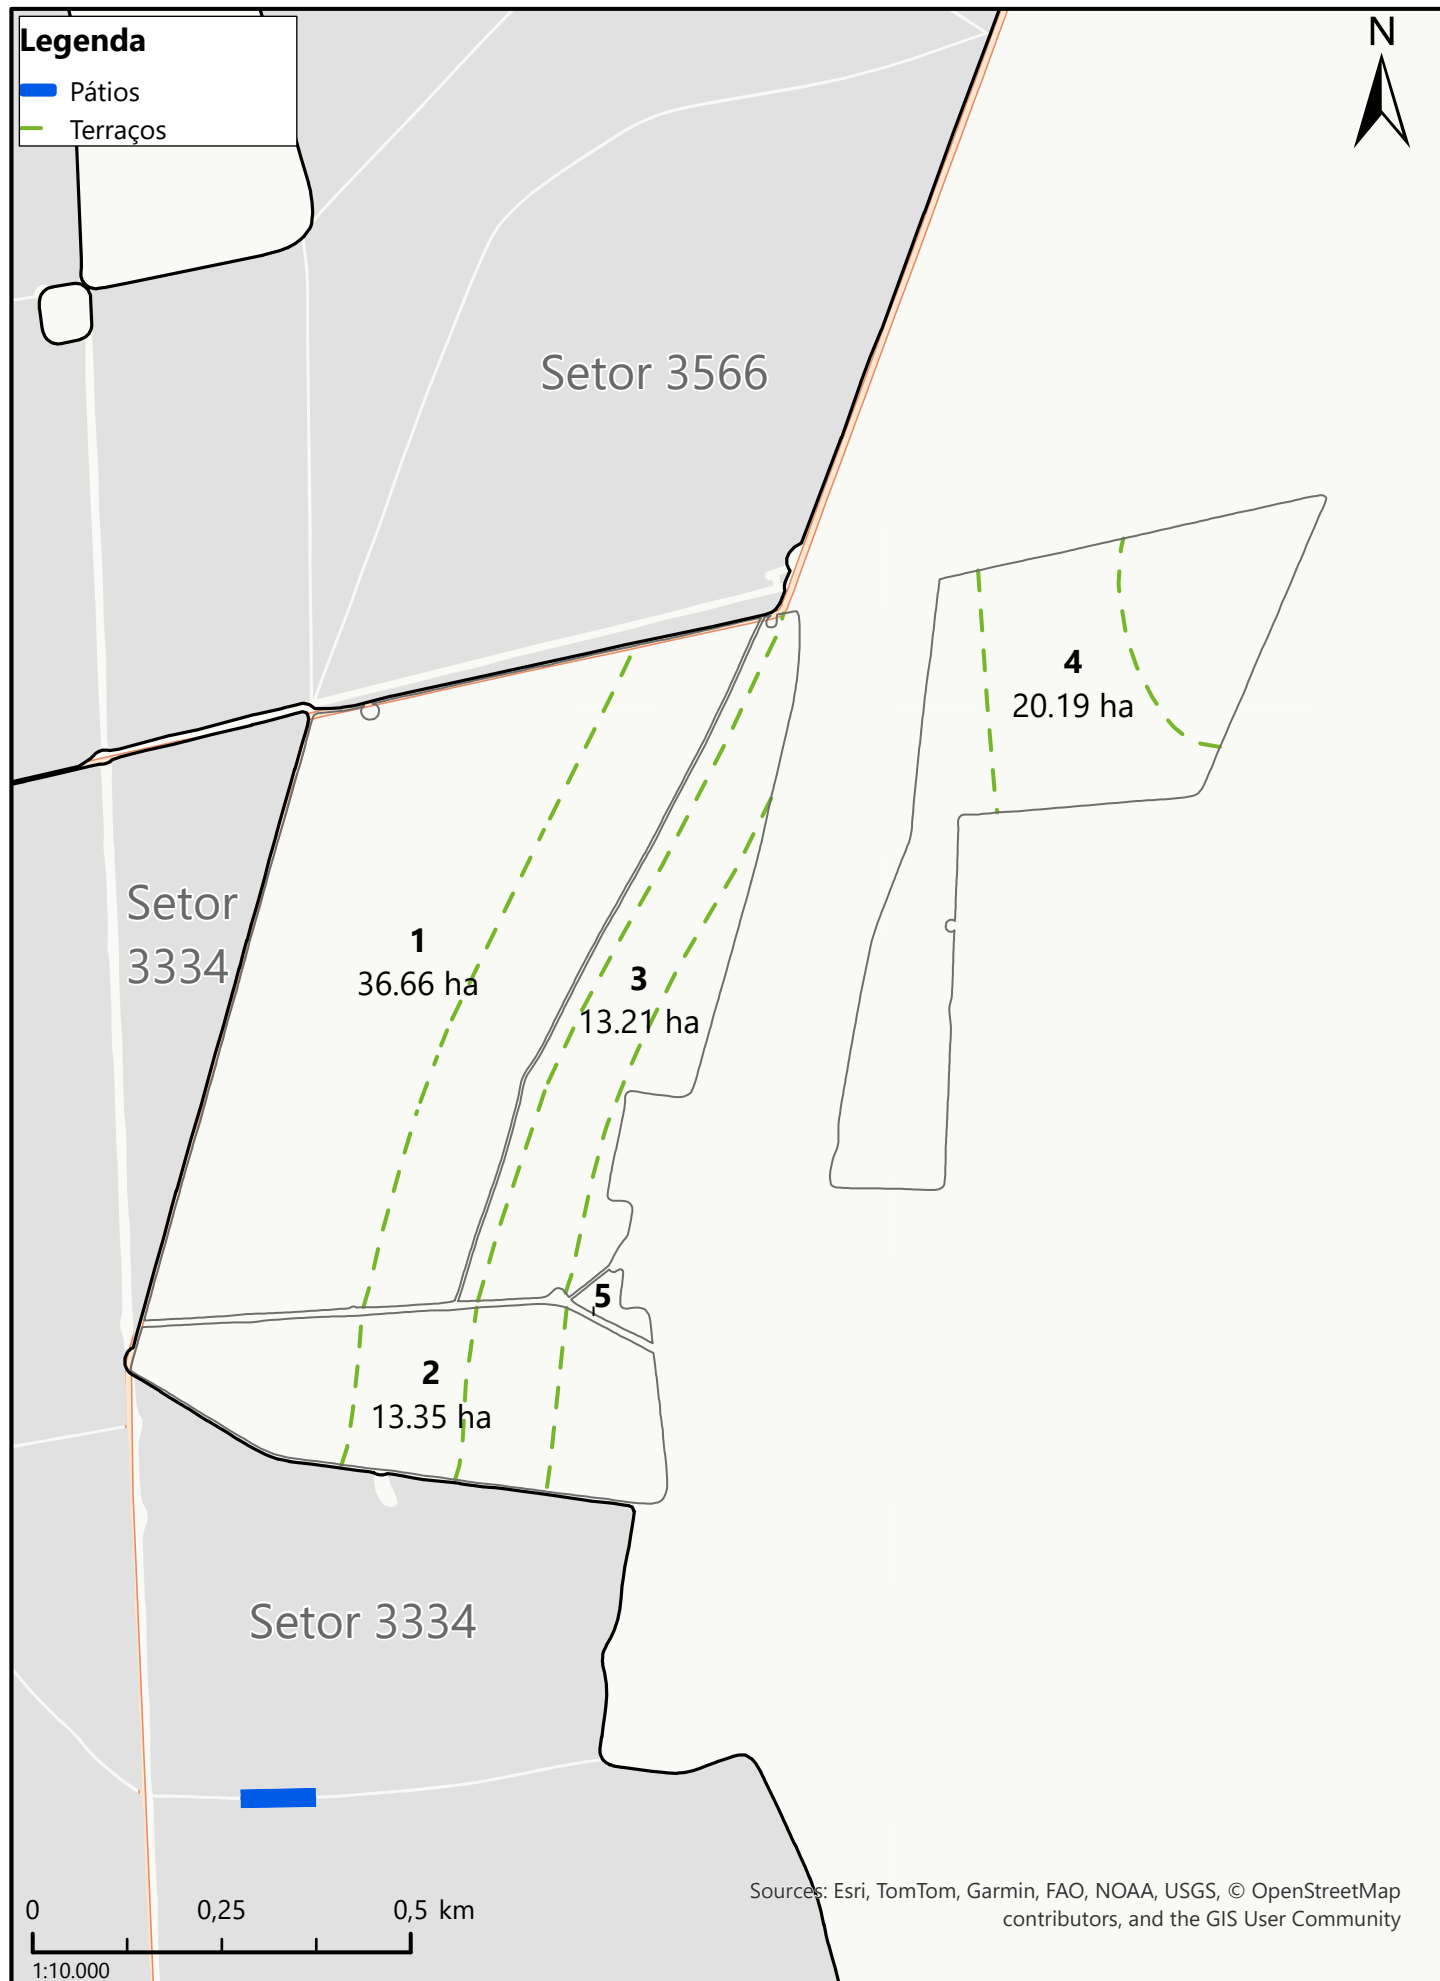 Legenda
Pátios
Terraços
N
Setor 3566
4
20.19 ha
Setor
3334
1
36.66 ha
3
13.21 ha
5
2
13.35 ha
Setor 3334
0 0,25 0,5 km
1:10.000
Sources: Esri, TomTom, Garmin, FAO, NOAA, USGS, © OpenStreetMap
contributors, and the GIS User Community